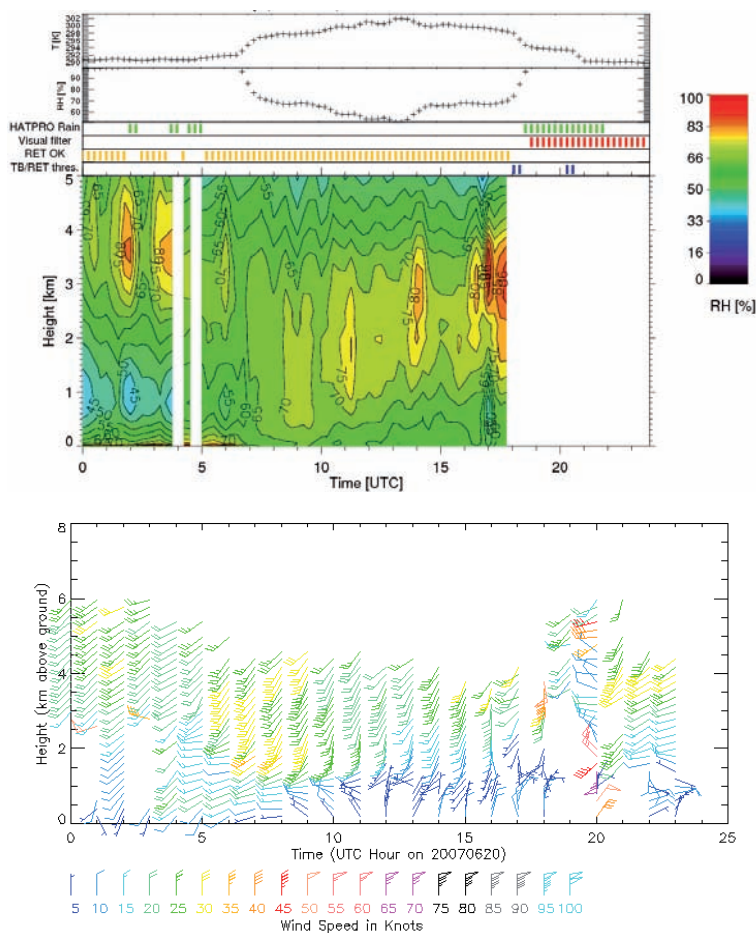 T[K]
302
300
298
296
294
292
290
RH [%]
90
80
70
60
HATPRO Rain
Visual filter
RET OK
TB/RET thres.
Height [km]
5
4
3
2
1
0
0 5 10 15 20
Time [UTC]
100
83
66
50
33
16
0
RH [%]
Height (km above ground)
8
6
4
2
0
0 5 10 15 20 25
Time (UTC Hour on 20070620)
5 10 15 20 25 30 35 40 45 50 55 60 65 70 75 80 85 90 95 100
Wind Speed in Knots